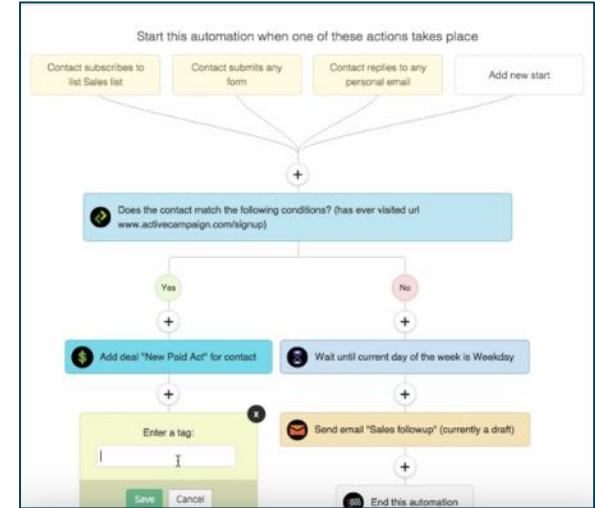 Start this automation when one of these actions takes place
Contact subscribes to
list Sales list
Contact submits any
form
Contact replies to any
personal email
Add new start
Does the contact match the following conditions? (has ever visited url
www.activecampaign.com/signup)
Yes
No
Add deal "New Paid Act" for contact
Wait until current day of the week is Weekday
x
Enter a tag:
Send email "Sales followup" (currently a draft)
Save
Cancel
End this automation